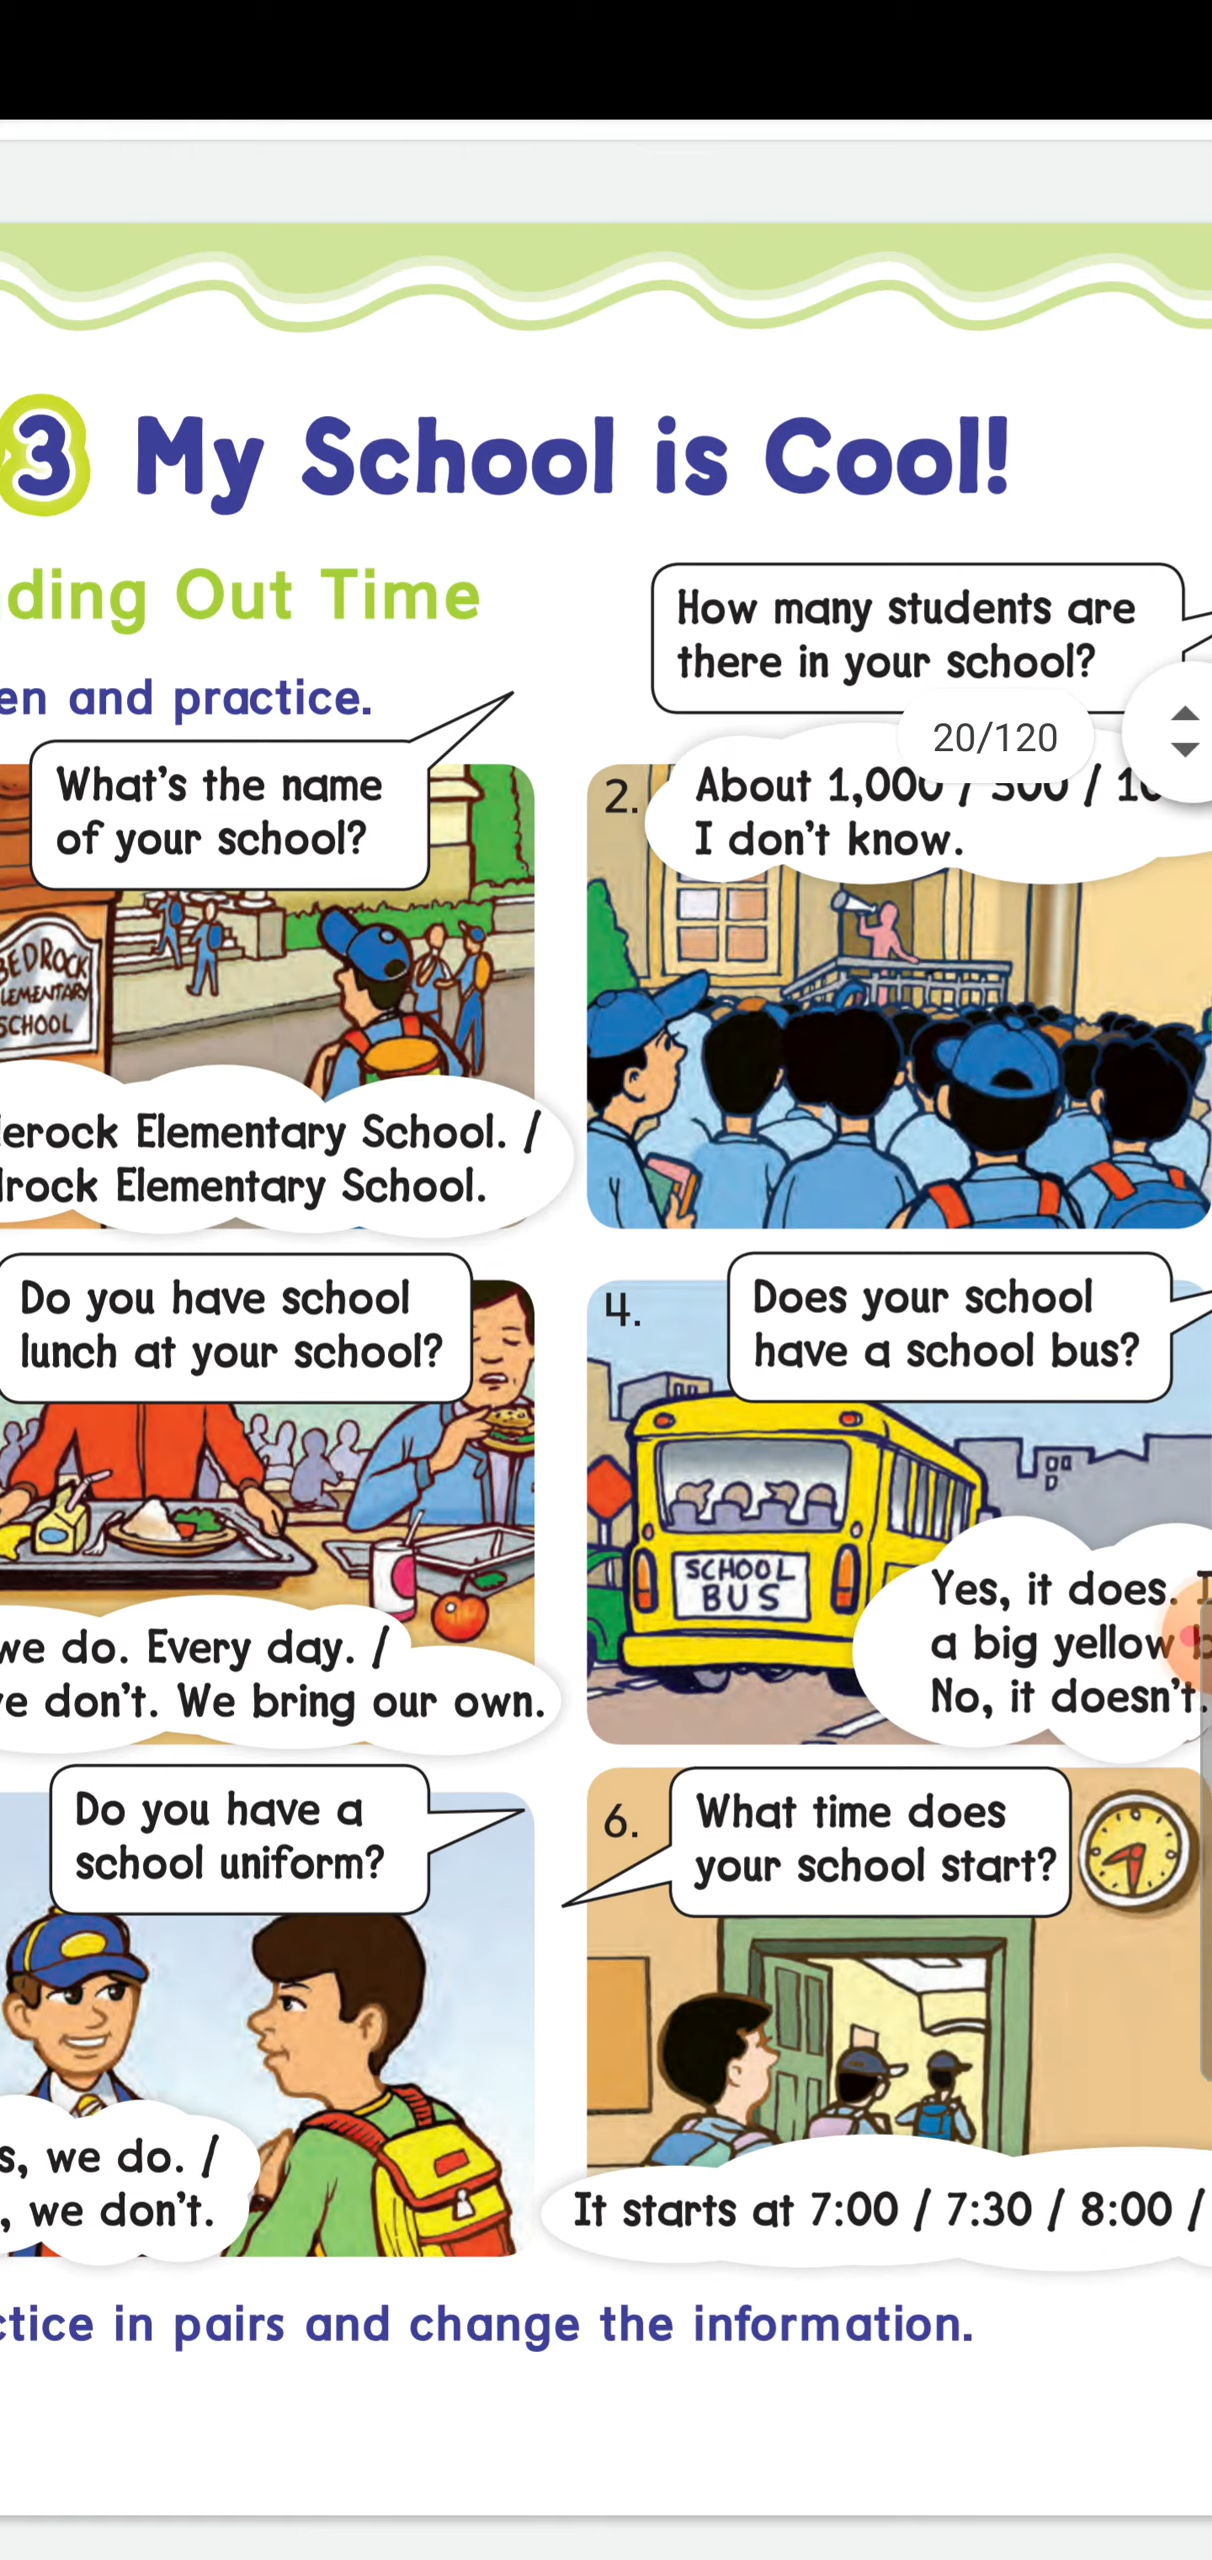 3 My School is Cool!
Out Time
and practice.
How many students are
there in your school?
20/120
What's the name
of your school?
2.
About 1,000 / 500 /
I don't know.
BEDROCK
ELEMENTARY
SCHOOL
Elementary School. /
Elementary School.
Do you have school
lunch at your school?
4.
Does your school
have a school bus?
SCHOOL
BUS
Yes, it does.
a big yellow
No, it doesn't.
we do. Every day. /
don't. We bring our own.
Do you have a
school uniform?
6.
What time does
your school start?
we do. /
, we don't.
It starts at 7:00 / 7:30 / 8:00 /
in pairs and change the information.